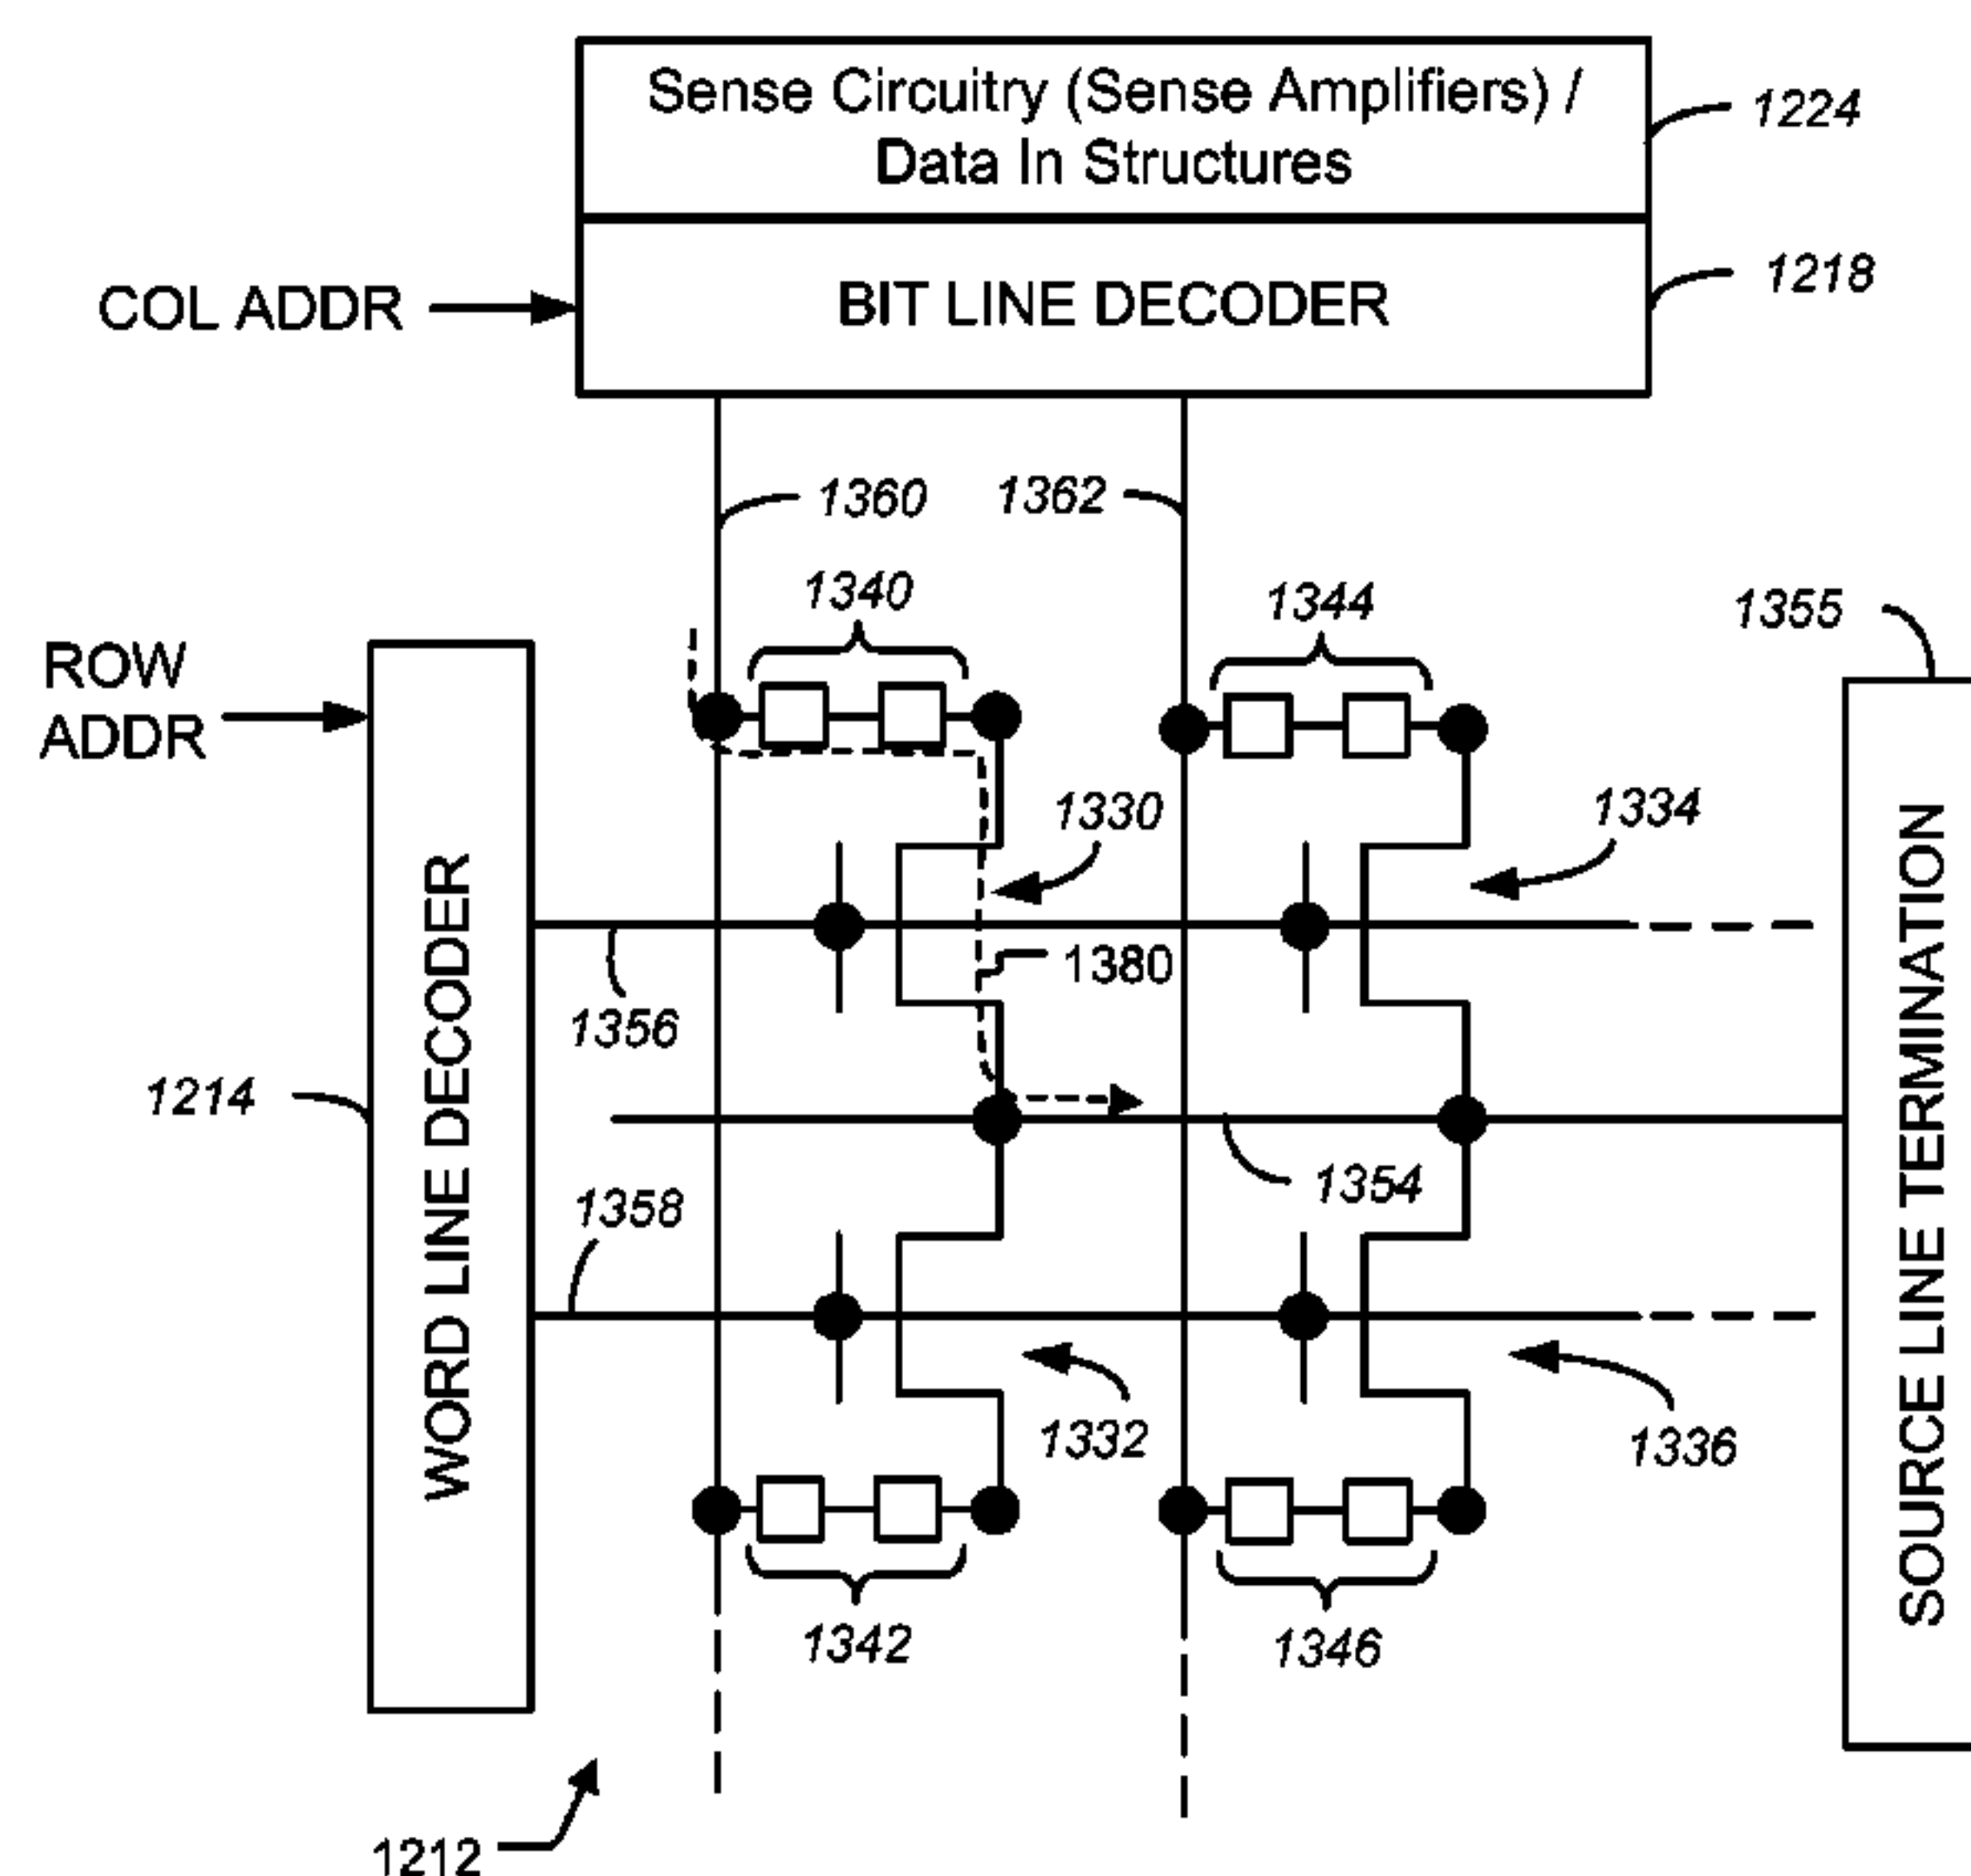 Sense Circuitry (Sense Amplifiers) /
Data In Structures
1224
BIT LINE DECODER
1218
COL ADDR
1360
1362
1340
1344
1355
ROW
ADDR
1330
1334
1380
1356
WORD LINE DECODER
SOURCE LINE TERMINATION
1214
1354
1358
1332
1336
1342
1346
1212